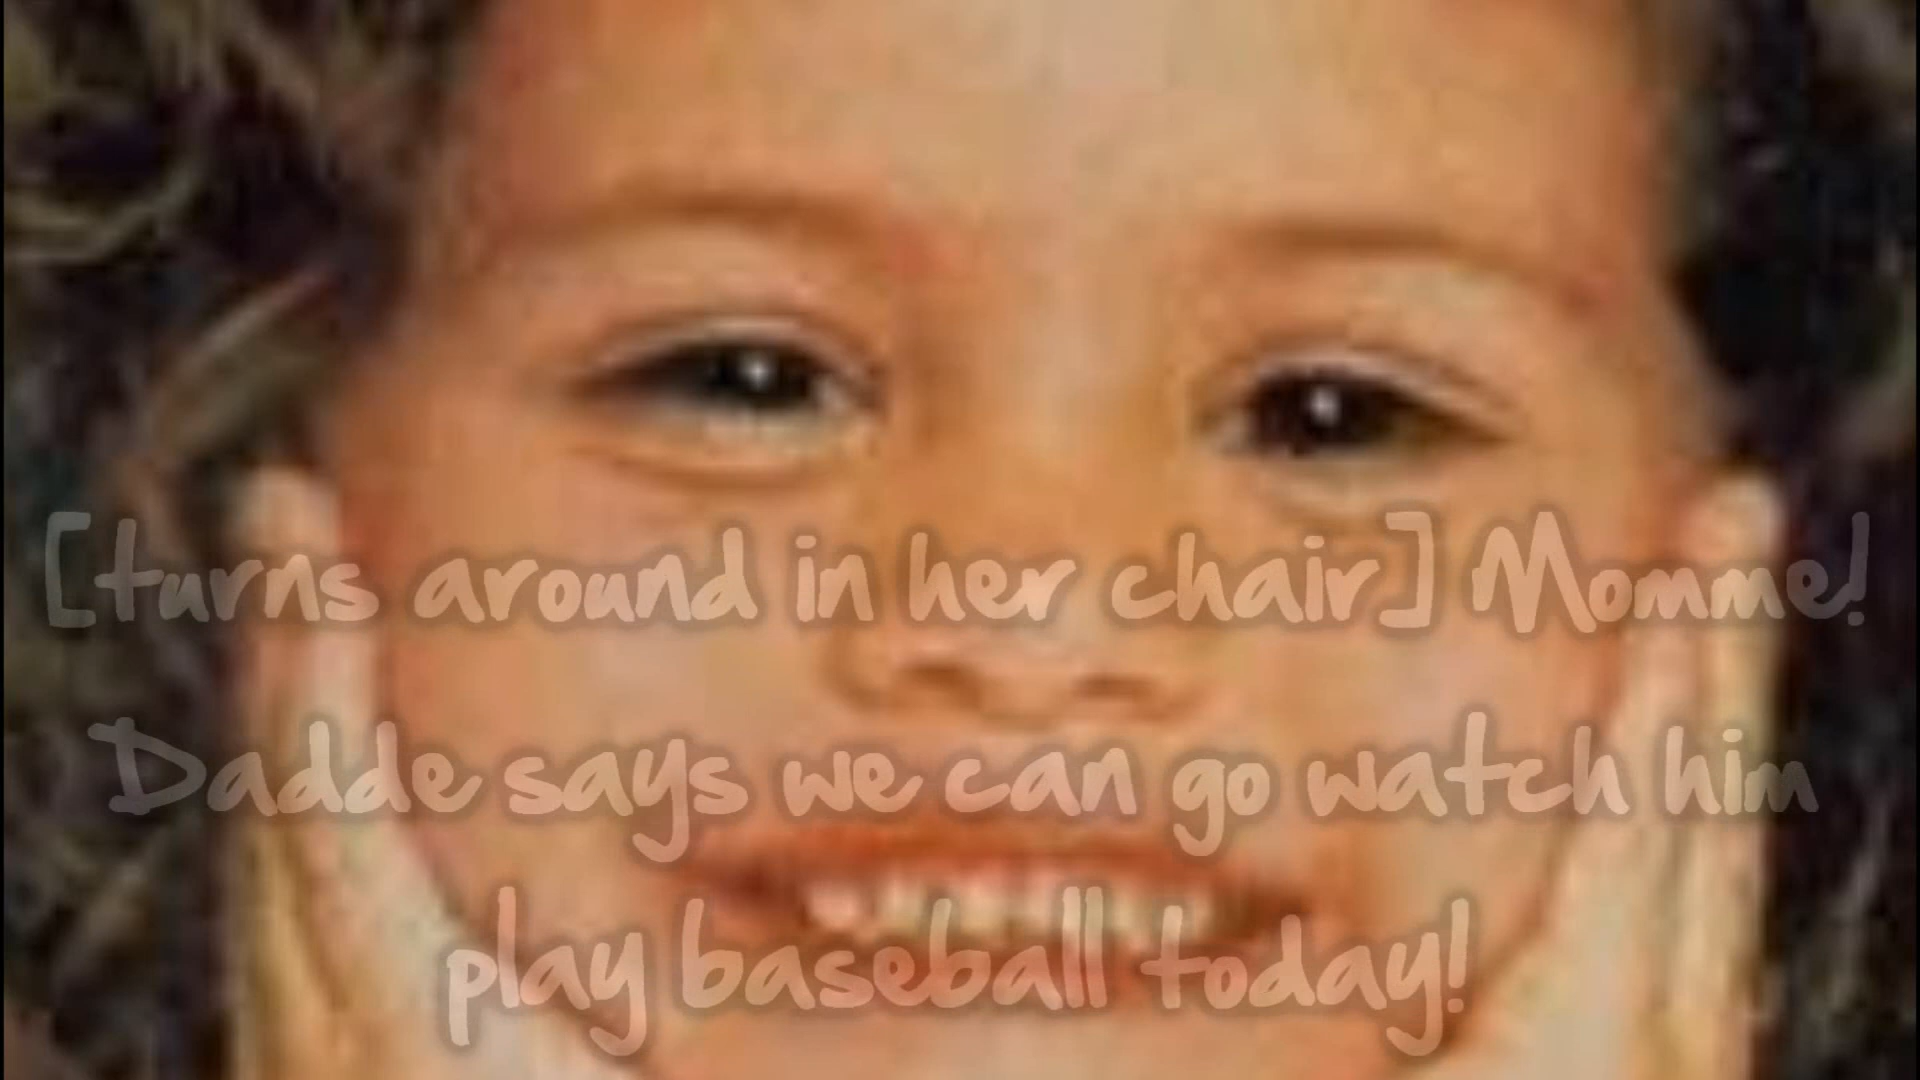 [turns around in her chair] Momme!
Dadde says we can go watch him
play baseball today!